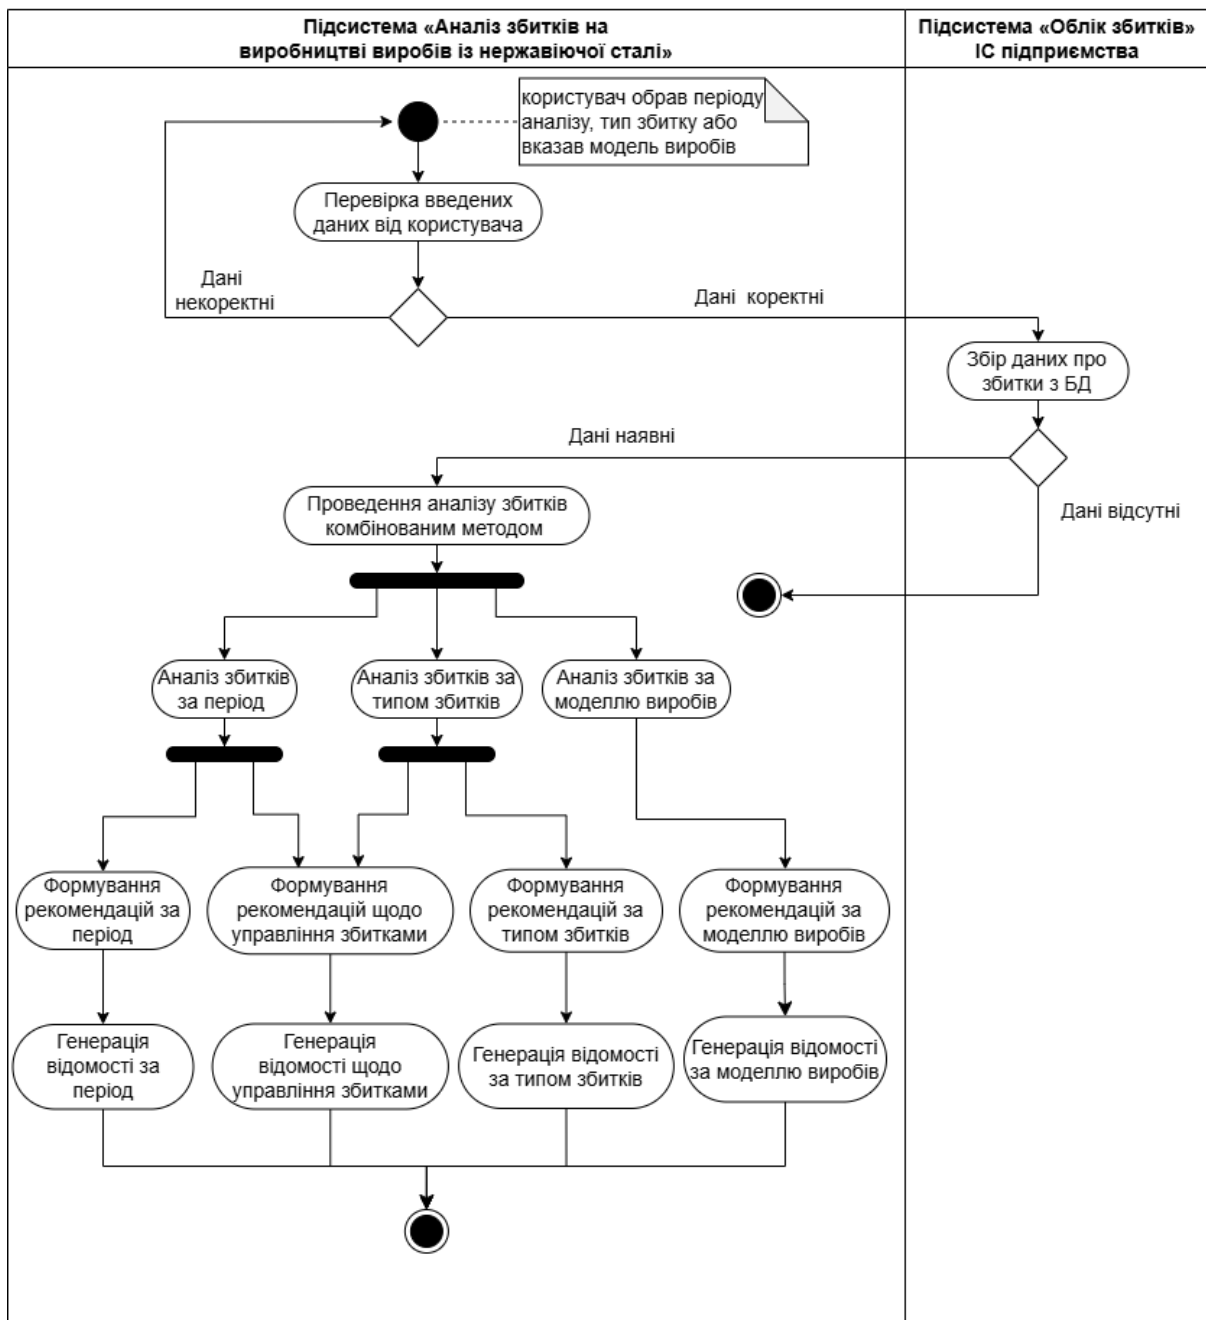 Підсистема «Аналіз збитків на
виробництві виробів із нержавіючої сталі»
Підсистема «Облік збитків»
ІС підприємства
користувач обрав періоду
аналізу, тип збитку або
вказав модель виробів
Перевірка введених
даних від користувача
Дані
некоректні
Дані коректні
Збір даних про
збитки з БД
Дані наявні
Дані відсутні
Проведення аналізу збитків
комбінованим методом
Аналіз збитків
за період
Аналіз збитків за
типом збитків
Аналіз збитків за
моделлю виробів
Формування
рекомендацій за
період
Формування
рекомендацій щодо
управління збитками
Формування
рекомендацій за
типом збитків
Формування
рекомендацій за
моделлю виробів
Генерація
відомості за
період
Генерація
відомості щодо
управління збитками
Генерація відомості
за типом збитків
Генерація відомості
за моделлю виробів